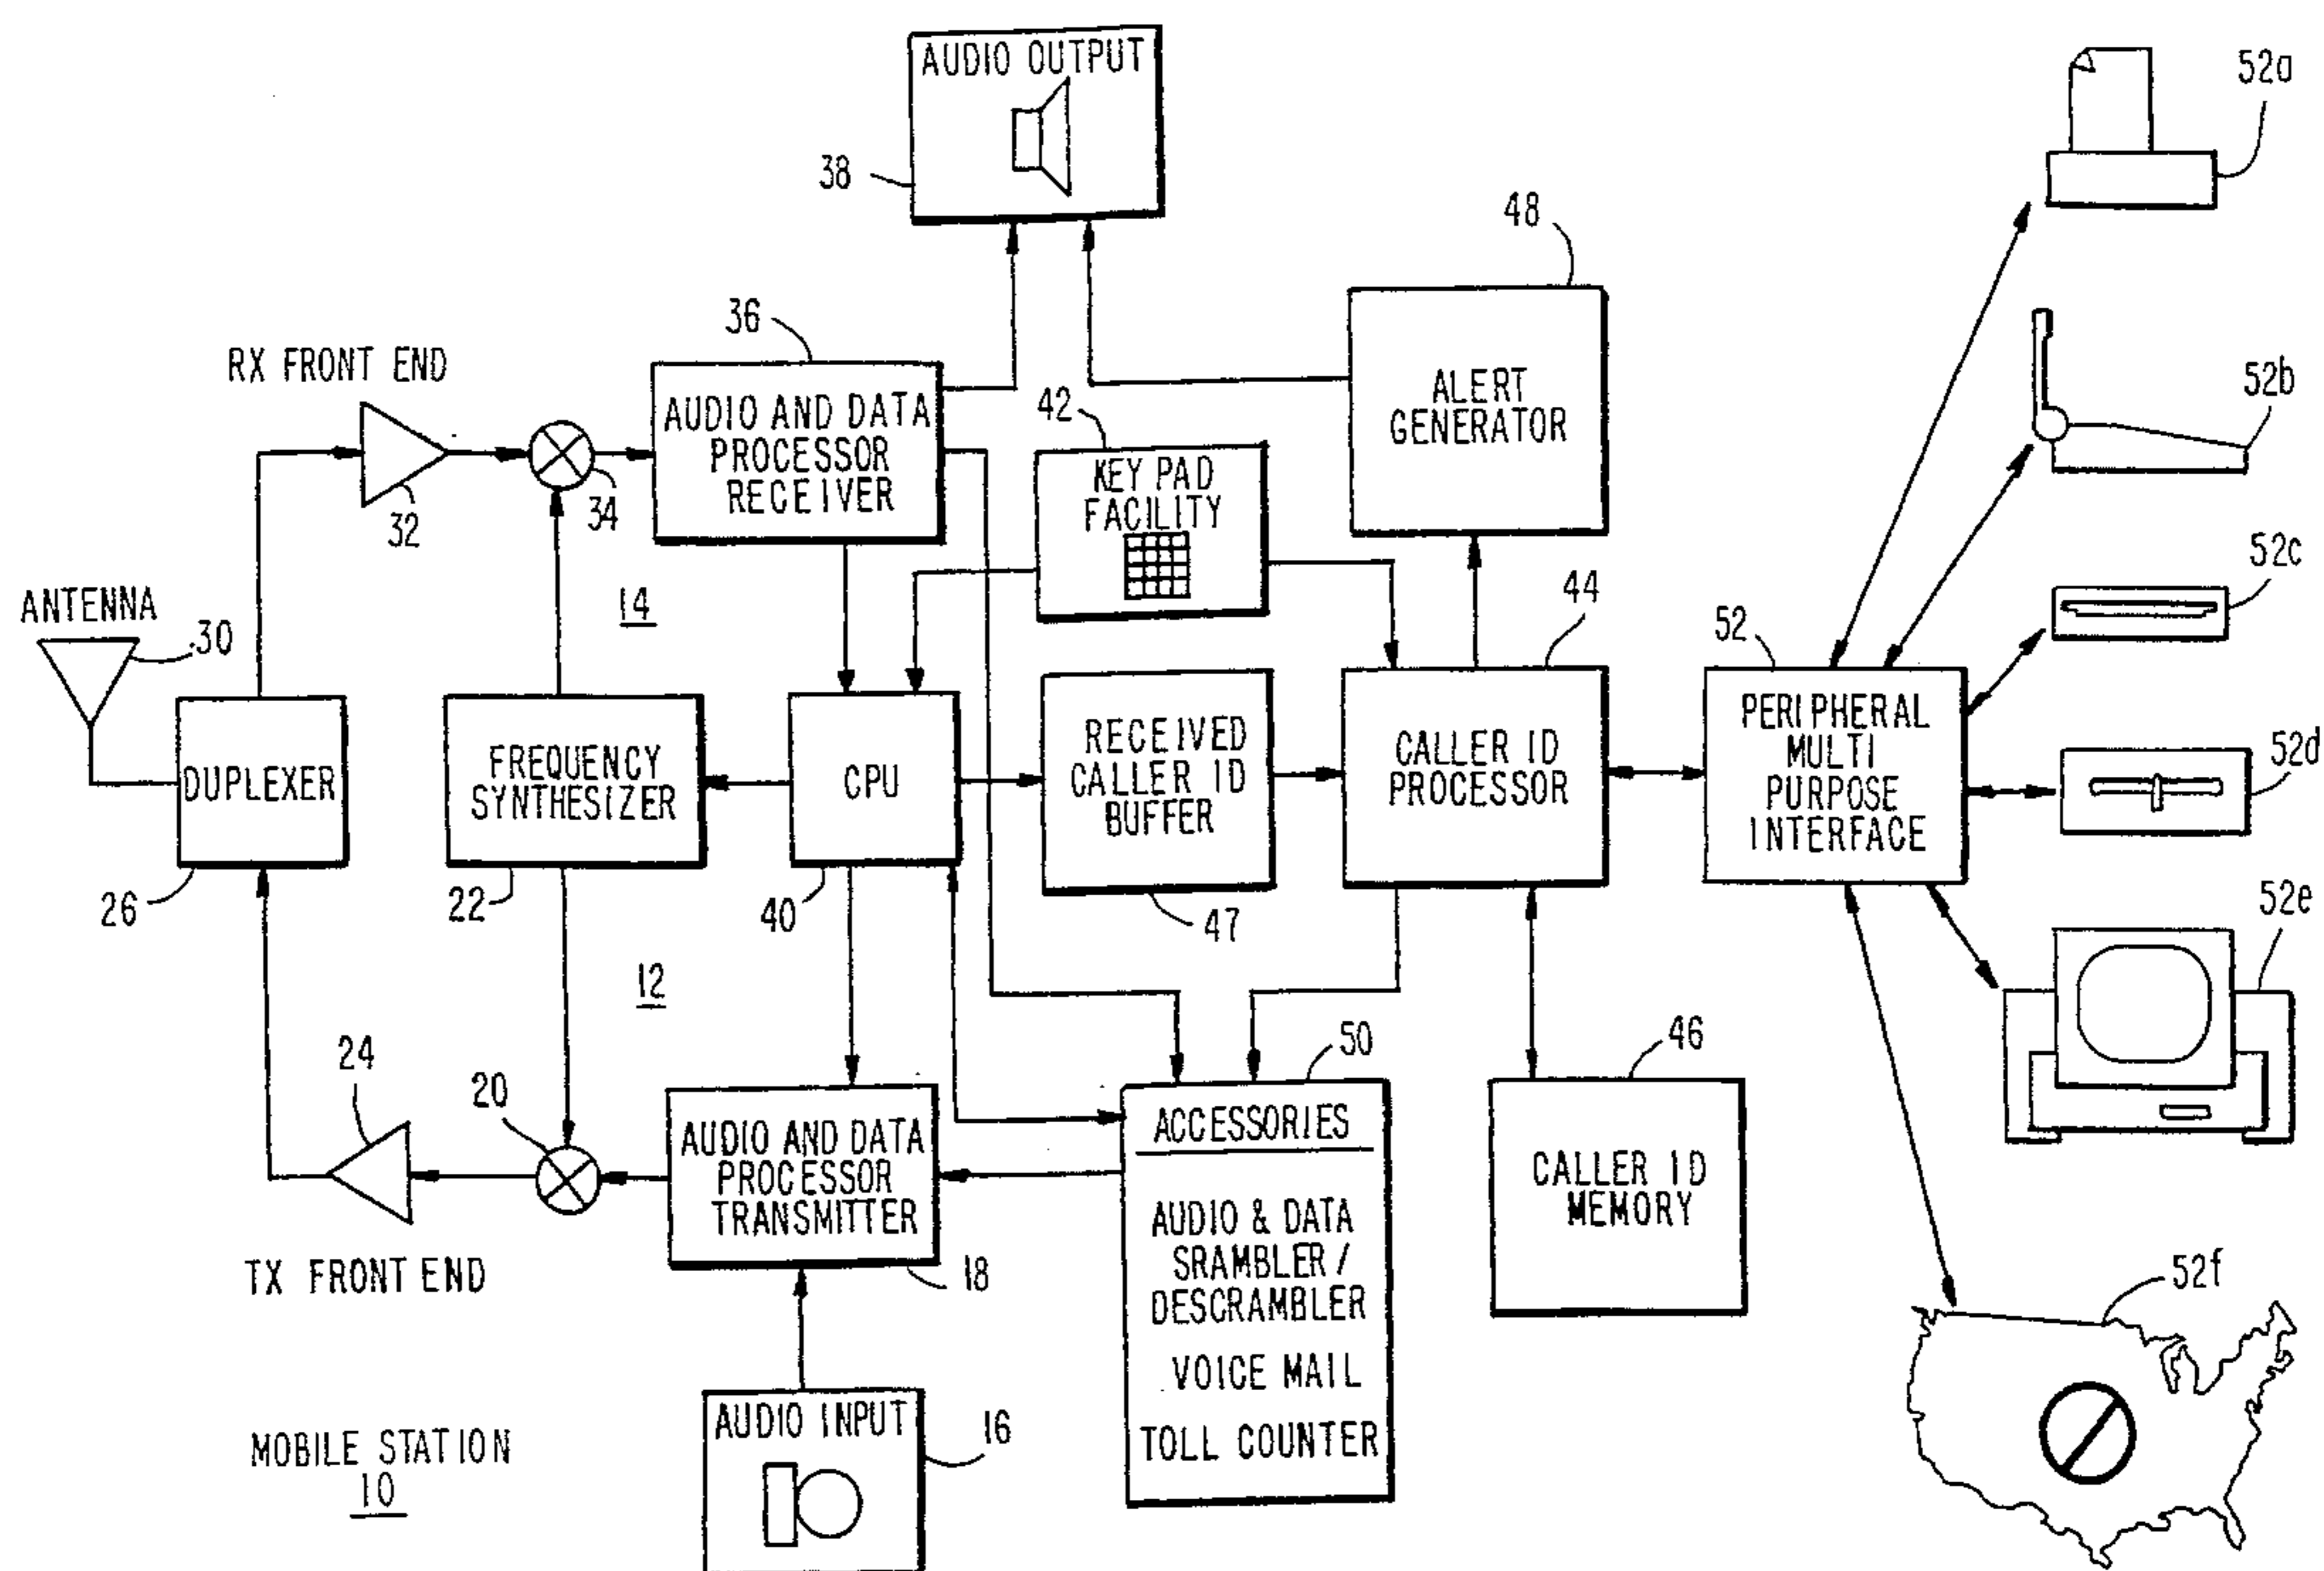 AUDIO OUTPUT
38
52a
48
36
RX FRONT END
32
34
AUDIO AND DATA
PROCESSOR
RECEIVER
42
KEY PAD
FACILITY
ALERT
GENERATOR
52b
52c
ANTENNA
30
14
44
52
DUPLEXER
26
FREQUENCY
SYNTHESIZER
22
CPU
40
RECEIVED
CALLER ID
BUFFER
47
CALLER ID
PROCESSOR
PERIPHERAL
MULTI
PURPOSE
INTERFACE
52d
52e
12
24
20
50
46
AUDIO AND DATA
PROCESSOR
TRANSMITTER
18
ACCESSORIES
AUDIO & DATA
SRAMBLER/
DESCRAMBLER
VOICE MAIL
TOLL COUNTER
CALLER ID
MEMORY
TX FRONT END
52f
MOBILE STATION
10
AUDIO INPUT
16